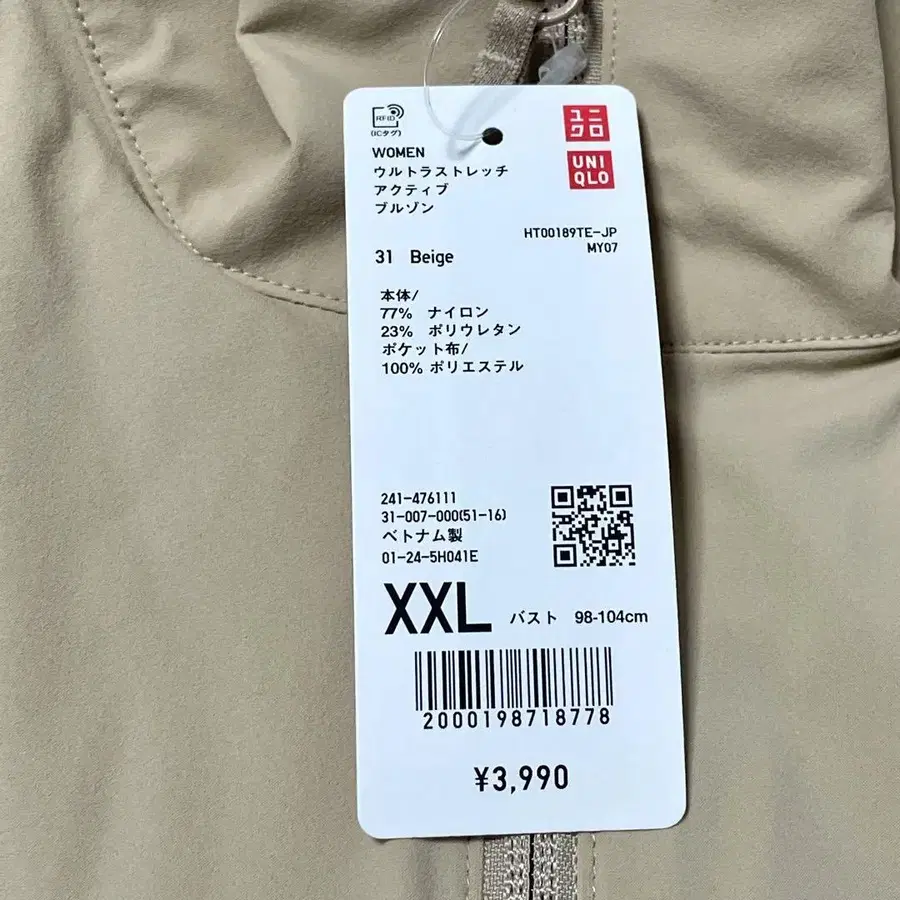 RFID
(ICタグ)
ユニ
クロ
UNI
QLO
WOMEN
ウルトラストレッチ
アクティブ
ブルゾン
HT00189TE-JP
MY07
31 Beige
本体/
77% ナイロン
23% ポリウレタン
ポケット布/
100% ポリエステル
241-476111
31-007-000(51-16)
ベトナム製
01-24-5H041E
XXL バスト 98-104cm
2000198718778
¥3,990